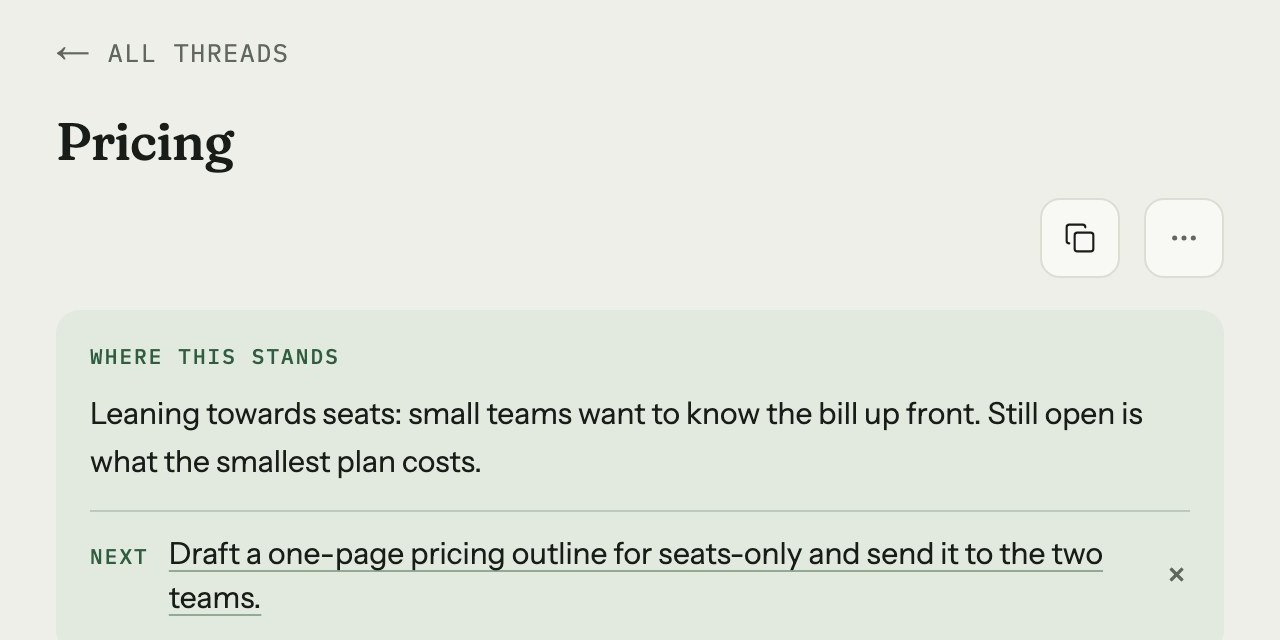 ← ALL THREADS
Pricing
WHERE THIS STANDS
Leaning towards seats: small teams want to know the bill up front. Still open is
what the smallest plan costs.
NEXT Draft a one-page pricing outline for seats-only and send it to the two
teams.